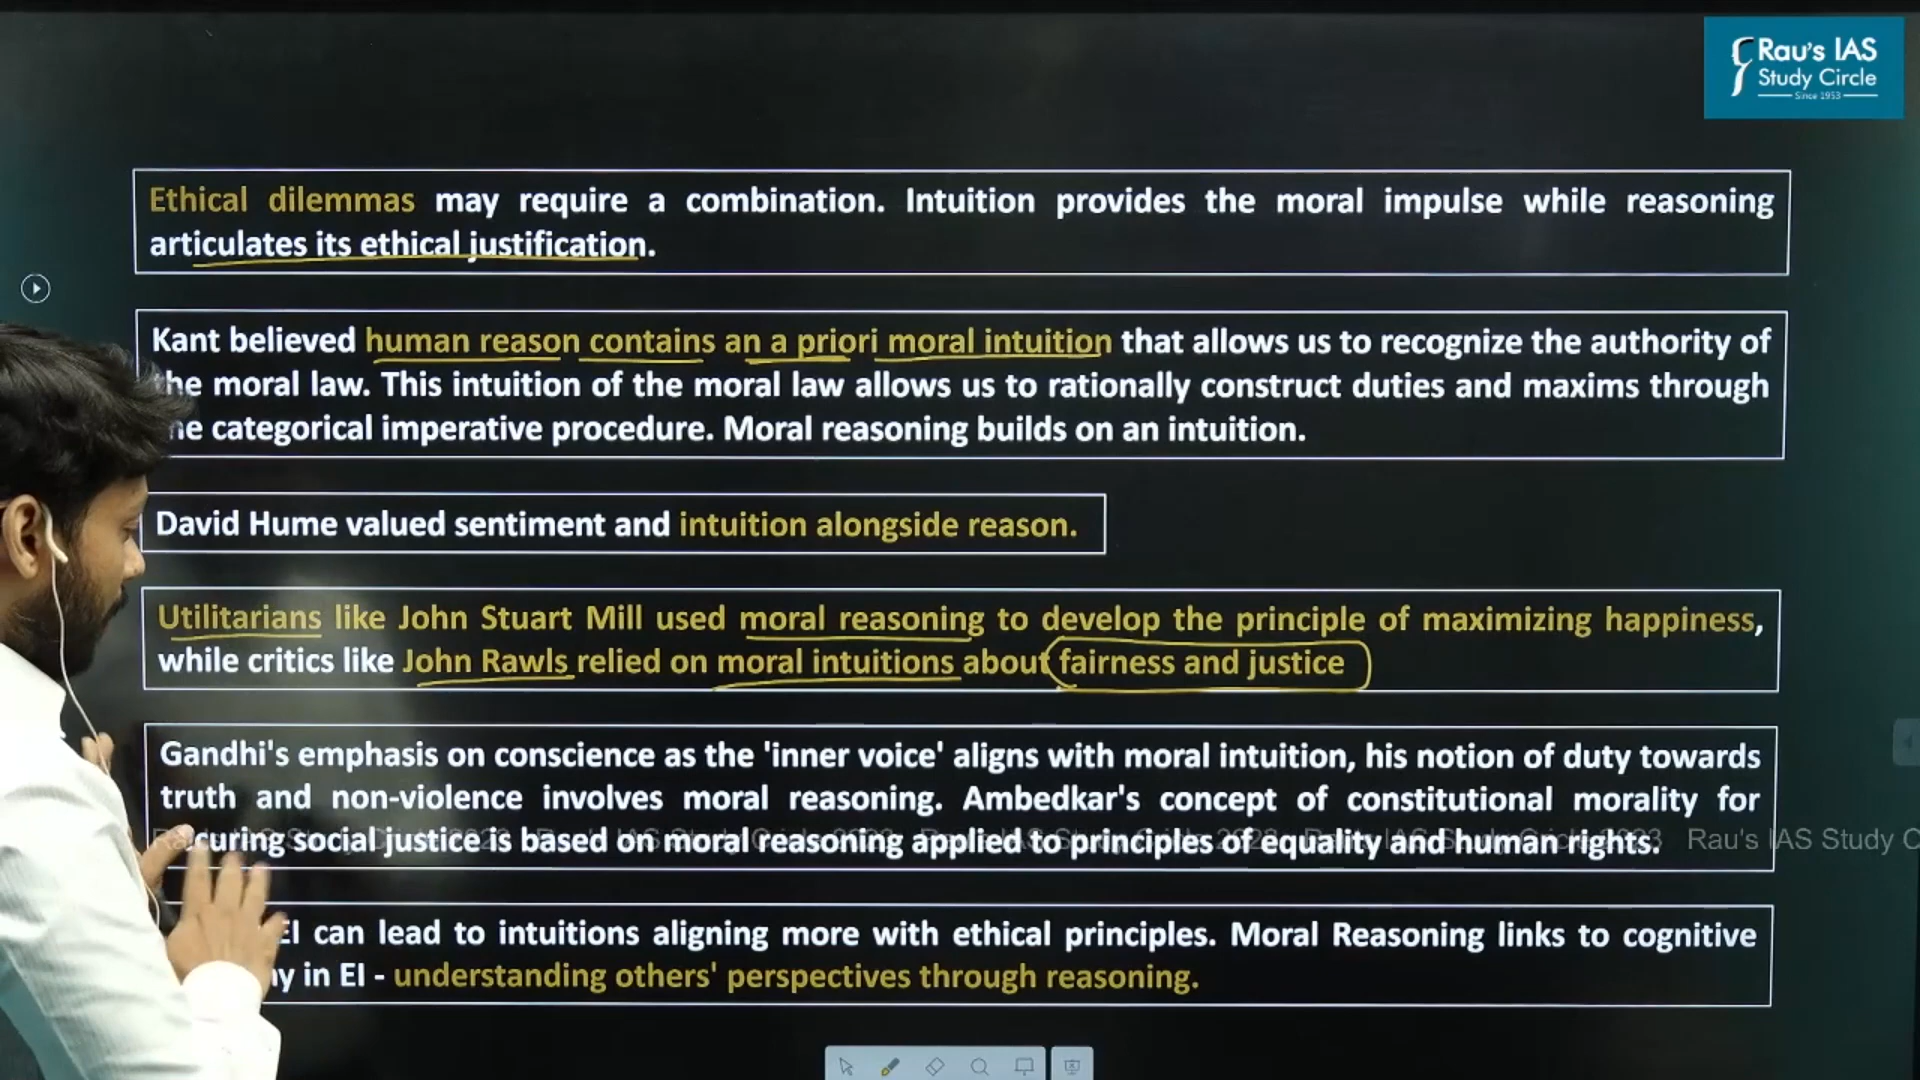 Rau's IAS
Study Circle
Since 1953
Ethical dilemmas may require a combination. Intuition provides the moral impulse while reasoning
articulates its ethical justification.
Kant believed human reason contains an a priori moral intuition that allows us to recognize the authority of
the moral law. This intuition of the moral law allows us to rationally construct duties and maxims through
categorical imperative procedure. Moral reasoning builds on an intuition.
David Hume valued sentiment and intuition alongside reason.
Utilitarians like John Stuart Mill used moral reasoning to develop the principle of maximizing happiness,
while critics like John Rawls relied on moral intuitions about fairness and justice
Gandhi's emphasis on conscience as the 'inner voice' aligns with moral intuition, his notion of duty towards
truth and non-violence involves moral reasoning. Ambedkar's concept of constitutional morality for
social justice is based on moral reasoning applied to principles of equality and human rights.
Rau's IAS Study
EI can lead to intuitions aligning more with ethical principles. Moral Reasoning links to cognitive
in EI - understanding others' perspectives through reasoning.